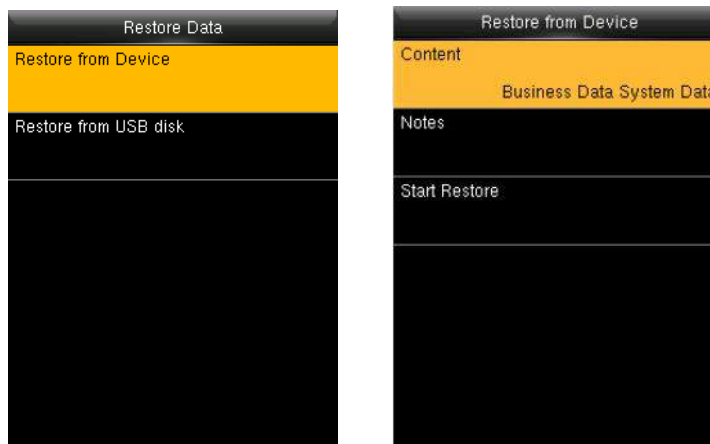 Restore Data
Restore from Device
Restore from USB disk
Restore from Device
Content
Business Data System Data
Notes
Start Restore